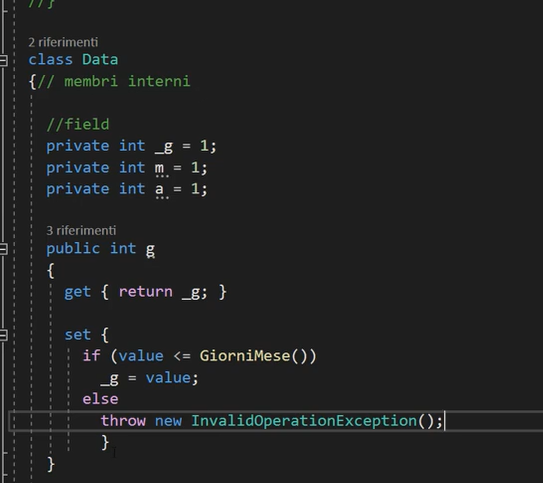 //}
2 riferimenti
class Data
{// membri interni
//field
private int _g = 1;
private int m = 1;
private int a = 1;
3 riferimenti
public int g
{
get { return _g; }
set {
if (value <= GiorniMese())
_g = value;
else
throw new InvalidOperationException();
}
}